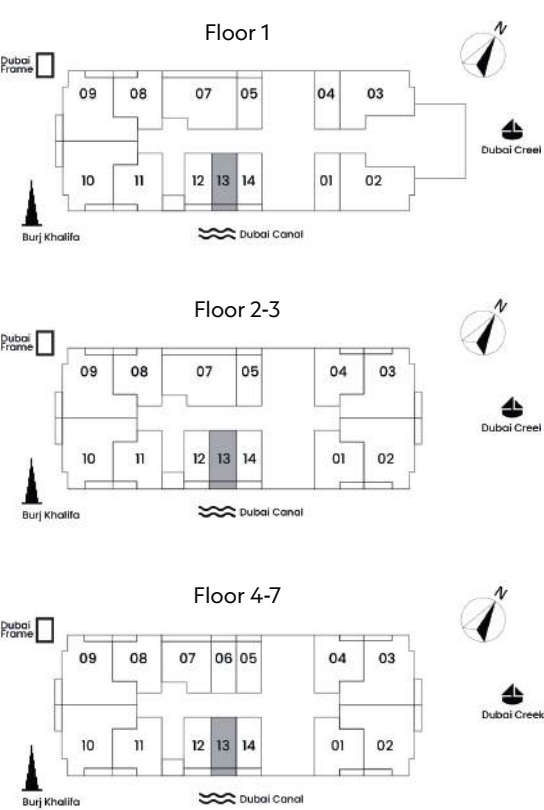 Floor 1
N
Dubai
Frame
09 08 07 05 04 03
Dubai Creel
10 11 12 13 14 01 02
Burj Khalifa
Dubai Canal
Floor 2-3
N
Dubai
Frame
09 08 07 05 04 03
Dubai Creel
10 11 12 13 14 01 02
Burj Khalifa
Dubai Canal
Floor 4-7
N
Dubai
Frame
09 08 07 06 05 04 03
Dubai Creek
10 11 12 13 14 01 02
Burj Khalifa
Dubai Canal